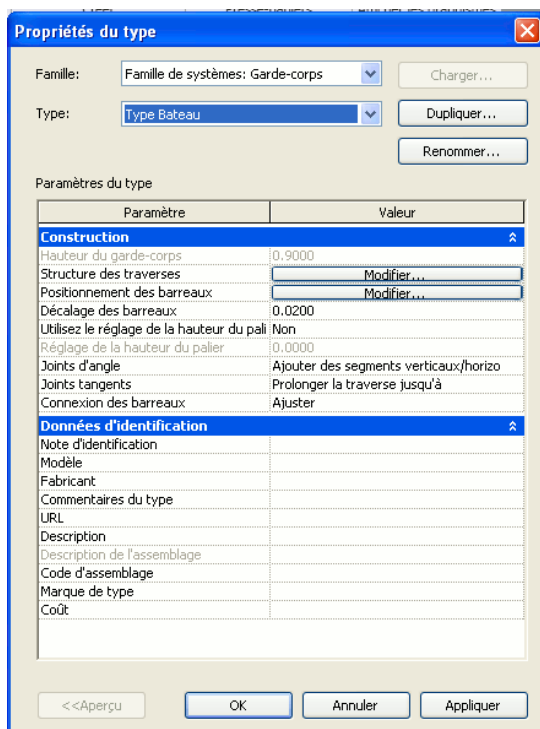 Propriétés du type
Famille: Famille de systèmes: Garde-corps Charger...
Type: Type Bateau Dupliquer...
Renommer...
Paramètres du type
Paramètre Valeur
Construction
Hauteur du garde-corps 0.9000
Structure des traverses Modifier...
Positionnement des barreaux Modifier...
Décalage des barreaux 0.0200
Utilisez le réglage de la hauteur du pali Non
Réglage de la hauteur du palier 0.0000
Joints d'angle Ajouter des segments verticaux/horizo
Joints tangents Prolonger la traverse jusqu'à
Connexion des barreaux Ajuster
Données d'identification
Note d'identification
Modèle
Fabricant
Commentaires du type
URL
Description
Description de l'assemblage
Code d'assemblage
Marque de type
Coût
<<Aperçu OK Annuler Appliquer